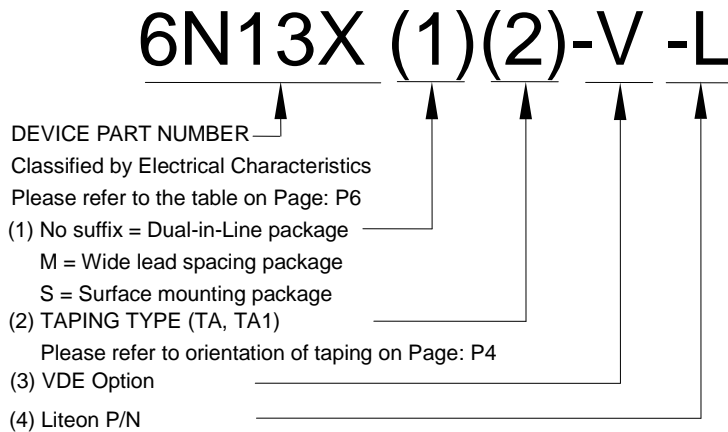 6N13X (1)(2)-V -L
DEVICE PART NUMBER
Classified by Electrical Characteristics
Please refer to the table on Page: P6
(1) No suffix = Dual-in-Line package
M = Wide lead spacing package
S = Surface mounting package
(2) TAPING TYPE (TA, TA1)
Please refer to orientation of taping on Page: P4
(3) VDE Option
(4) Liteon P/N